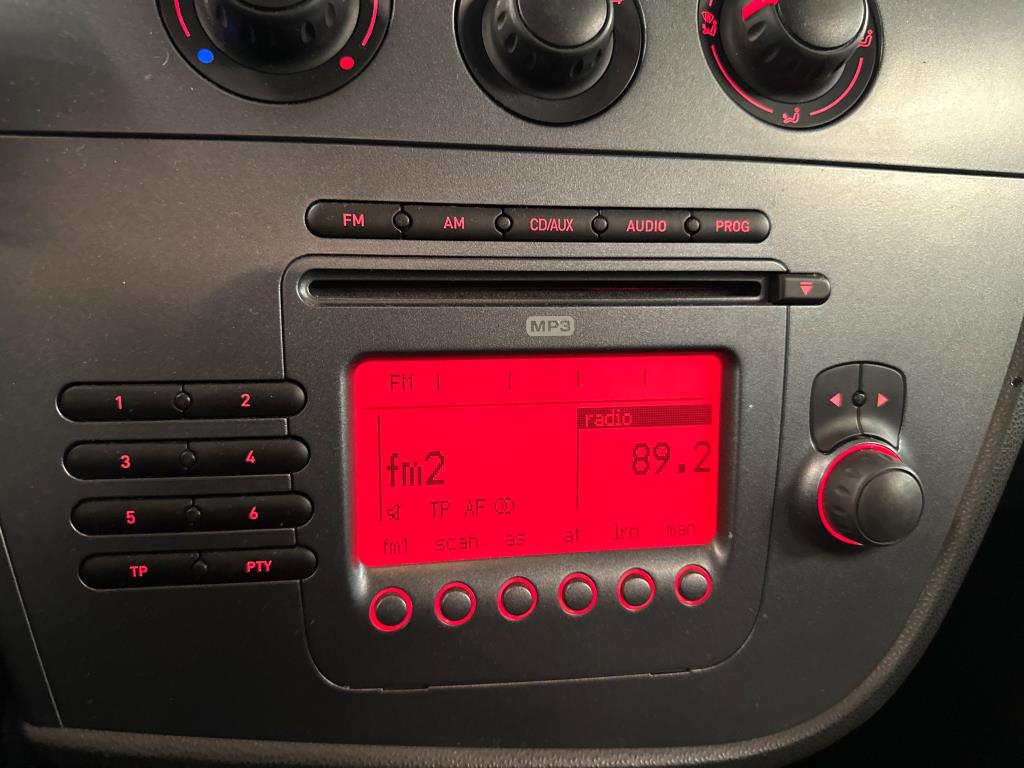 FM AM CD/AUX AUDIO PROG
MP3
FM
radio
fm2 89.2
TP AF
fm1 scan as af lrn man
1 2
3 4
5 6
TP PTY